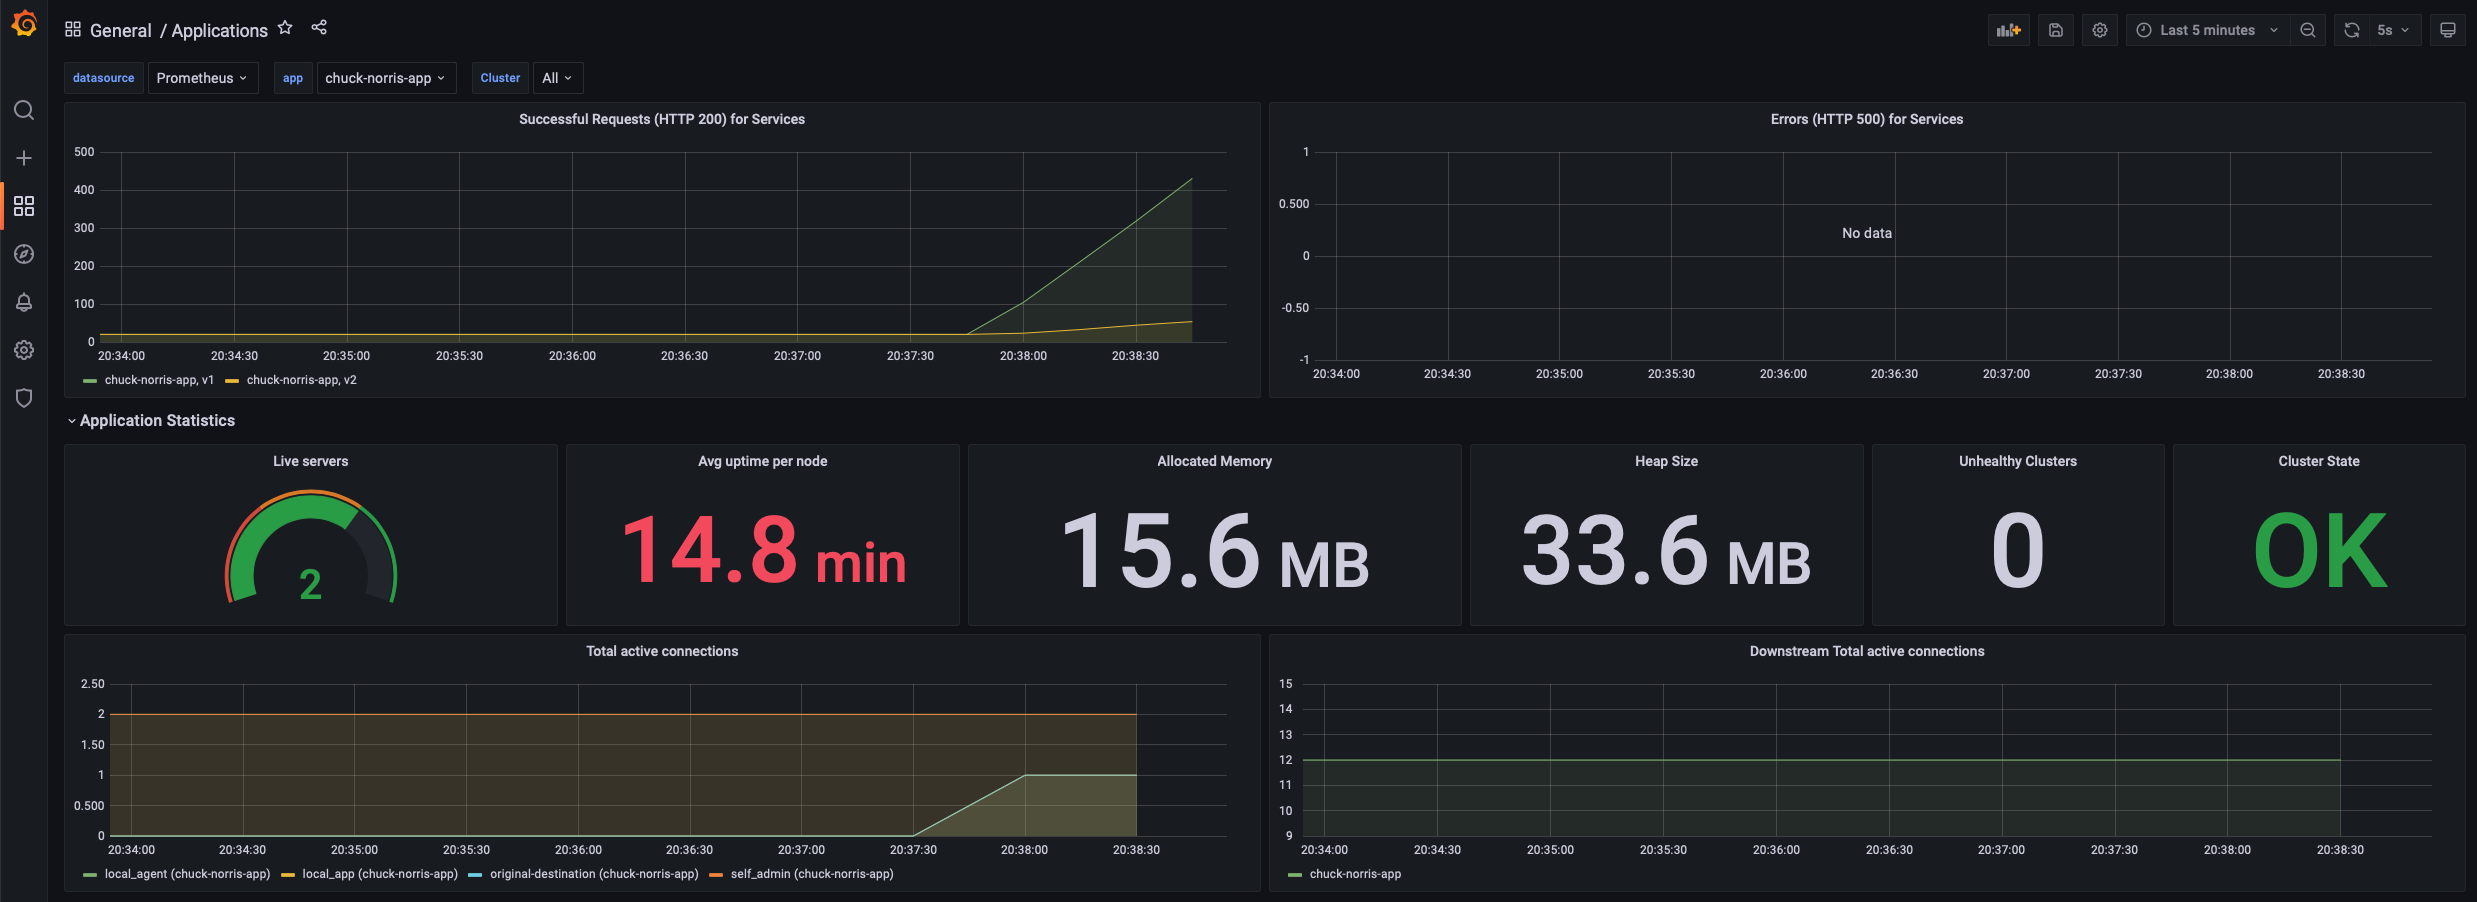 General / Applications
Last 5 minutes
5s
datasource Prometheus app chuck-norris-app Cluster All
Successful Requests (HTTP 200) for Services
500
400
300
200
100
0
20:34:00 20:34:30 20:35:00 20:35:30 20:36:00 20:36:30 20:37:00 20:37:30 20:38:00 20:38:30
chuck-norris-app, v1 chuck-norris-app, v2
Errors (HTTP 500) for Services
1
0.500
No data
0
-0.50
-1
20:34:00 20:34:30 20:35:00 20:35:30 20:36:00 20:36:30 20:37:00 20:37:30 20:38:00 20:38:30
Application Statistics
Live servers
2
Avg uptime per node
14.8 min
Allocated Memory
15.6 MB
Heap Size
33.6 MB
Unhealthy Clusters
0
Cluster State
OK
Total active connections
2.50
2
1.50
1
0.500
0
20:34:00 20:34:30 20:35:00 20:35:30 20:36:00 20:36:30 20:37:00 20:37:30 20:38:00 20:38:30
local_agent (chuck-norris-app) local_app (chuck-norris-app) original-destination (chuck-norris-app) self_admin (chuck-norris-app)
Downstream Total active connections
15
14
13
12
11
10
9
20:34:00 20:34:30 20:35:00 20:35:30 20:36:00 20:36:30 20:37:00 20:37:30 20:38:00 20:38:30
chuck-norris-app